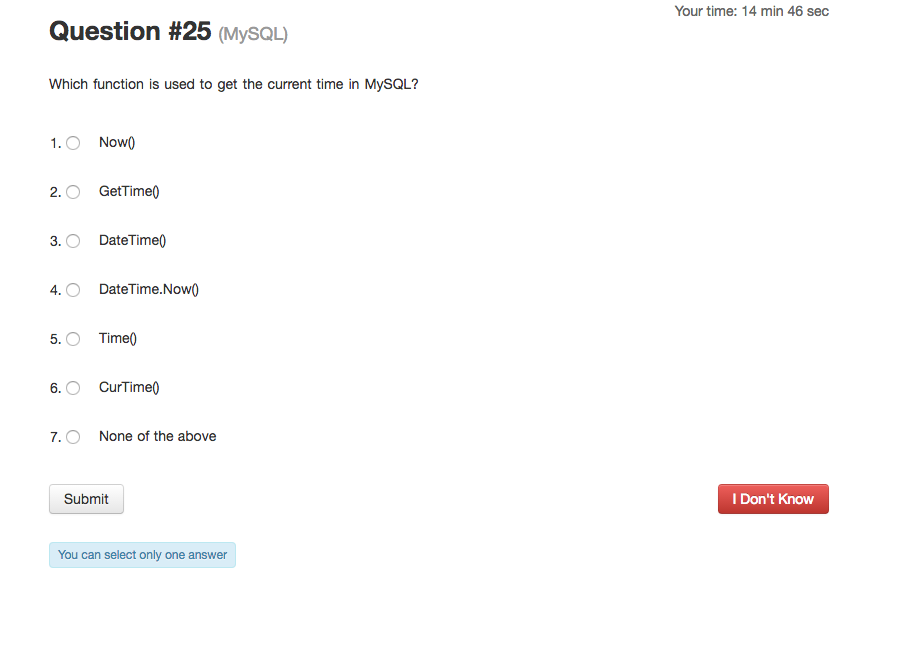 Your time: 14 min 46 sec
Question #25 (MySQL)
Which function is used to get the current time in MySQL?
1. Now()
2. GetTime()
3. DateTime()
4. DateTime.Now()
5. Time()
6. CurTime()
7. None of the above
Submit
I Don't Know
You can select only one answer